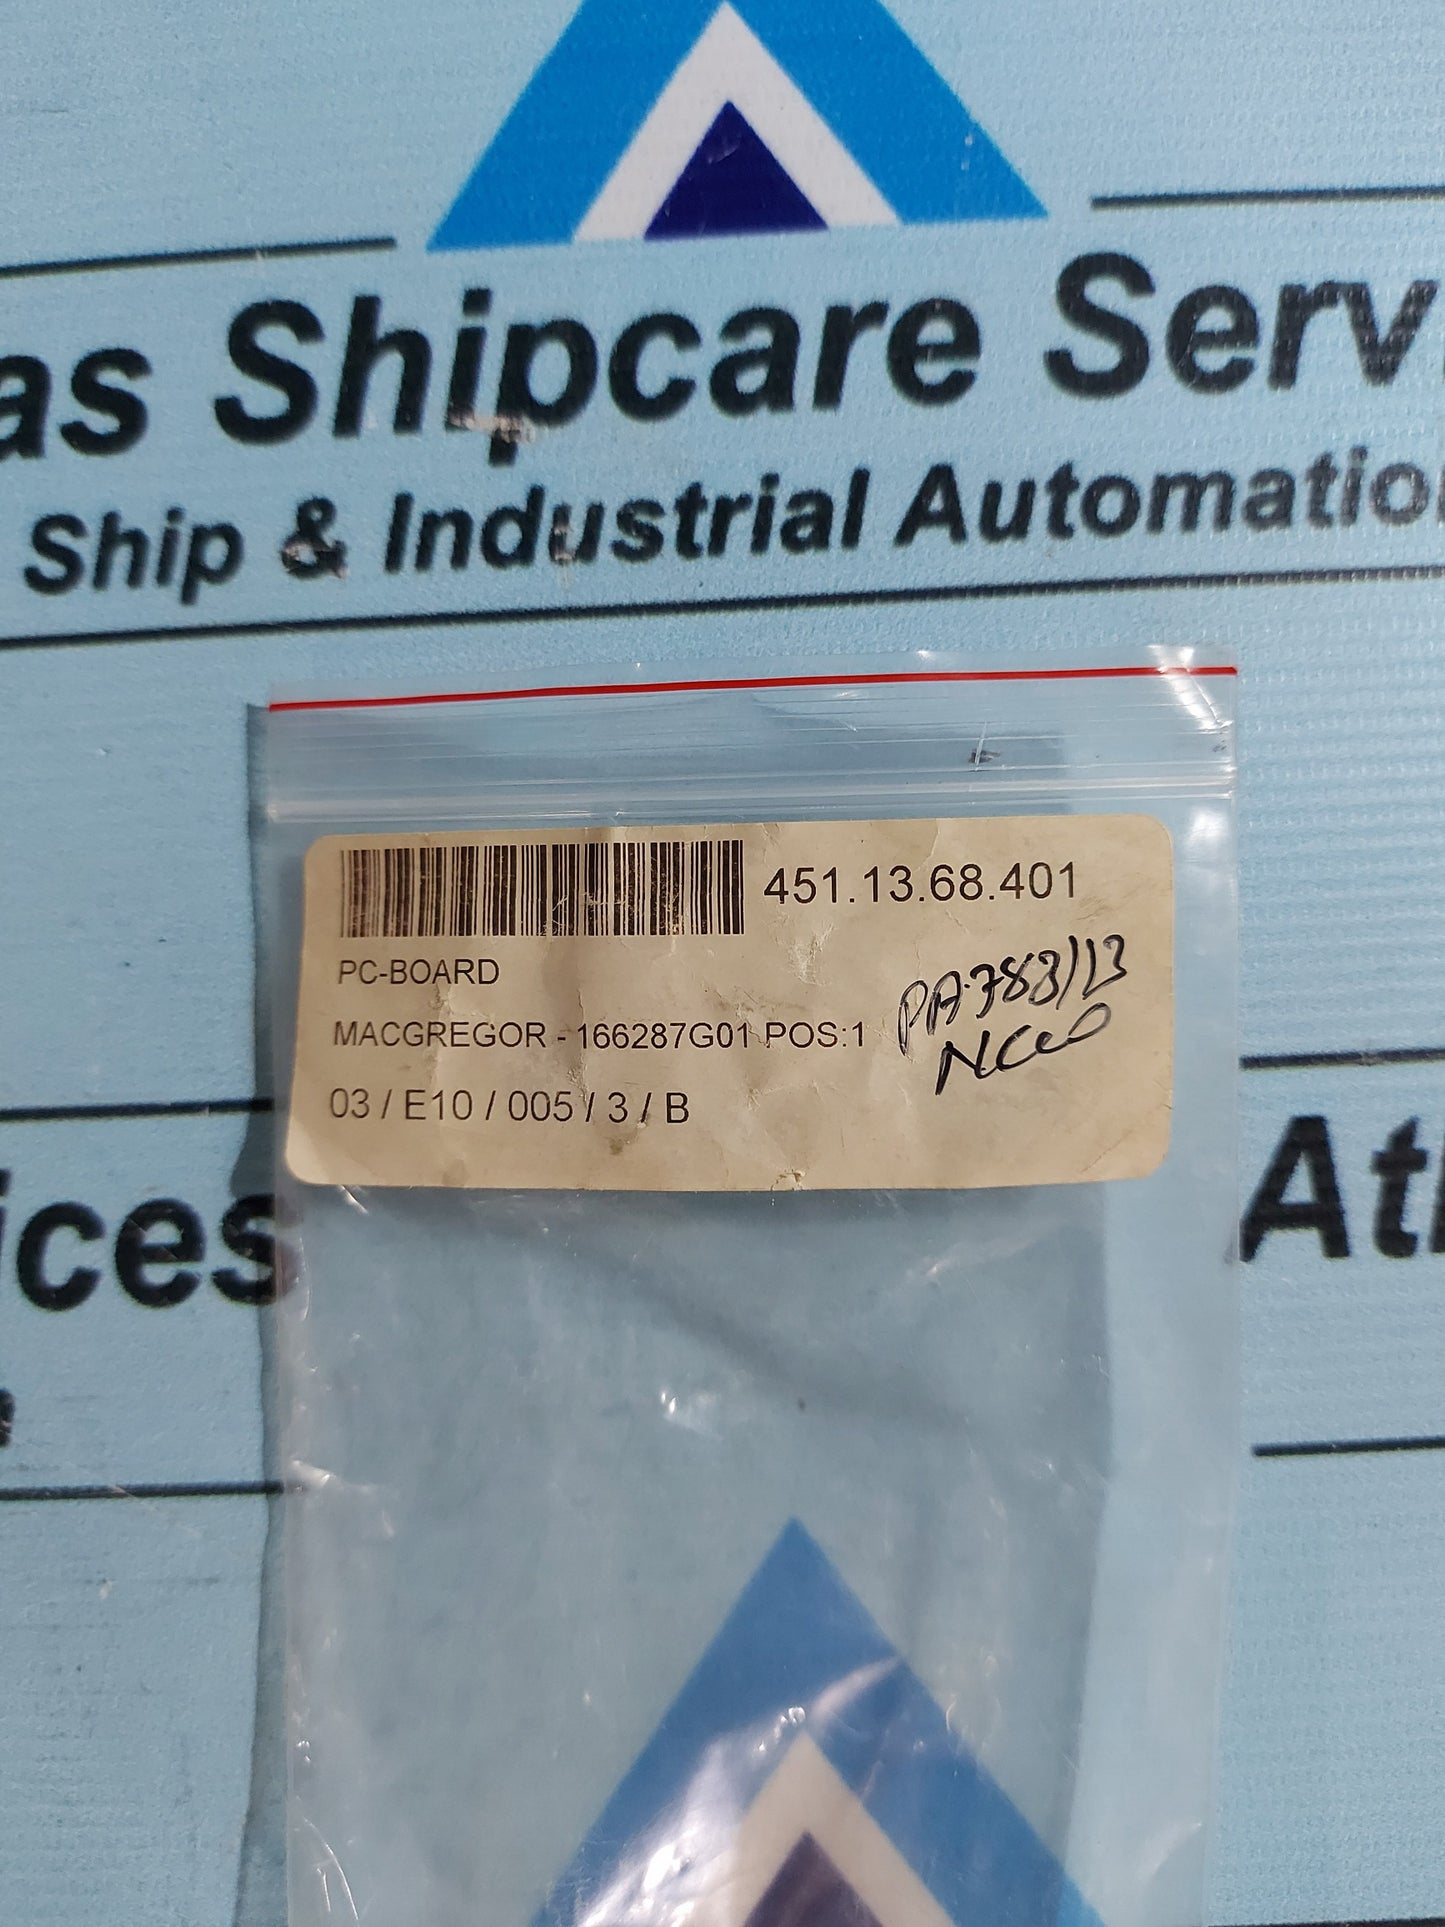 as Shipcare Serv
Ship & Industrial Automatio
451.13.68.401
PC-BOARD
MACGREGOR - 166287G01 POS:1
03 / E10 / 005 / 3 / B
ices
At